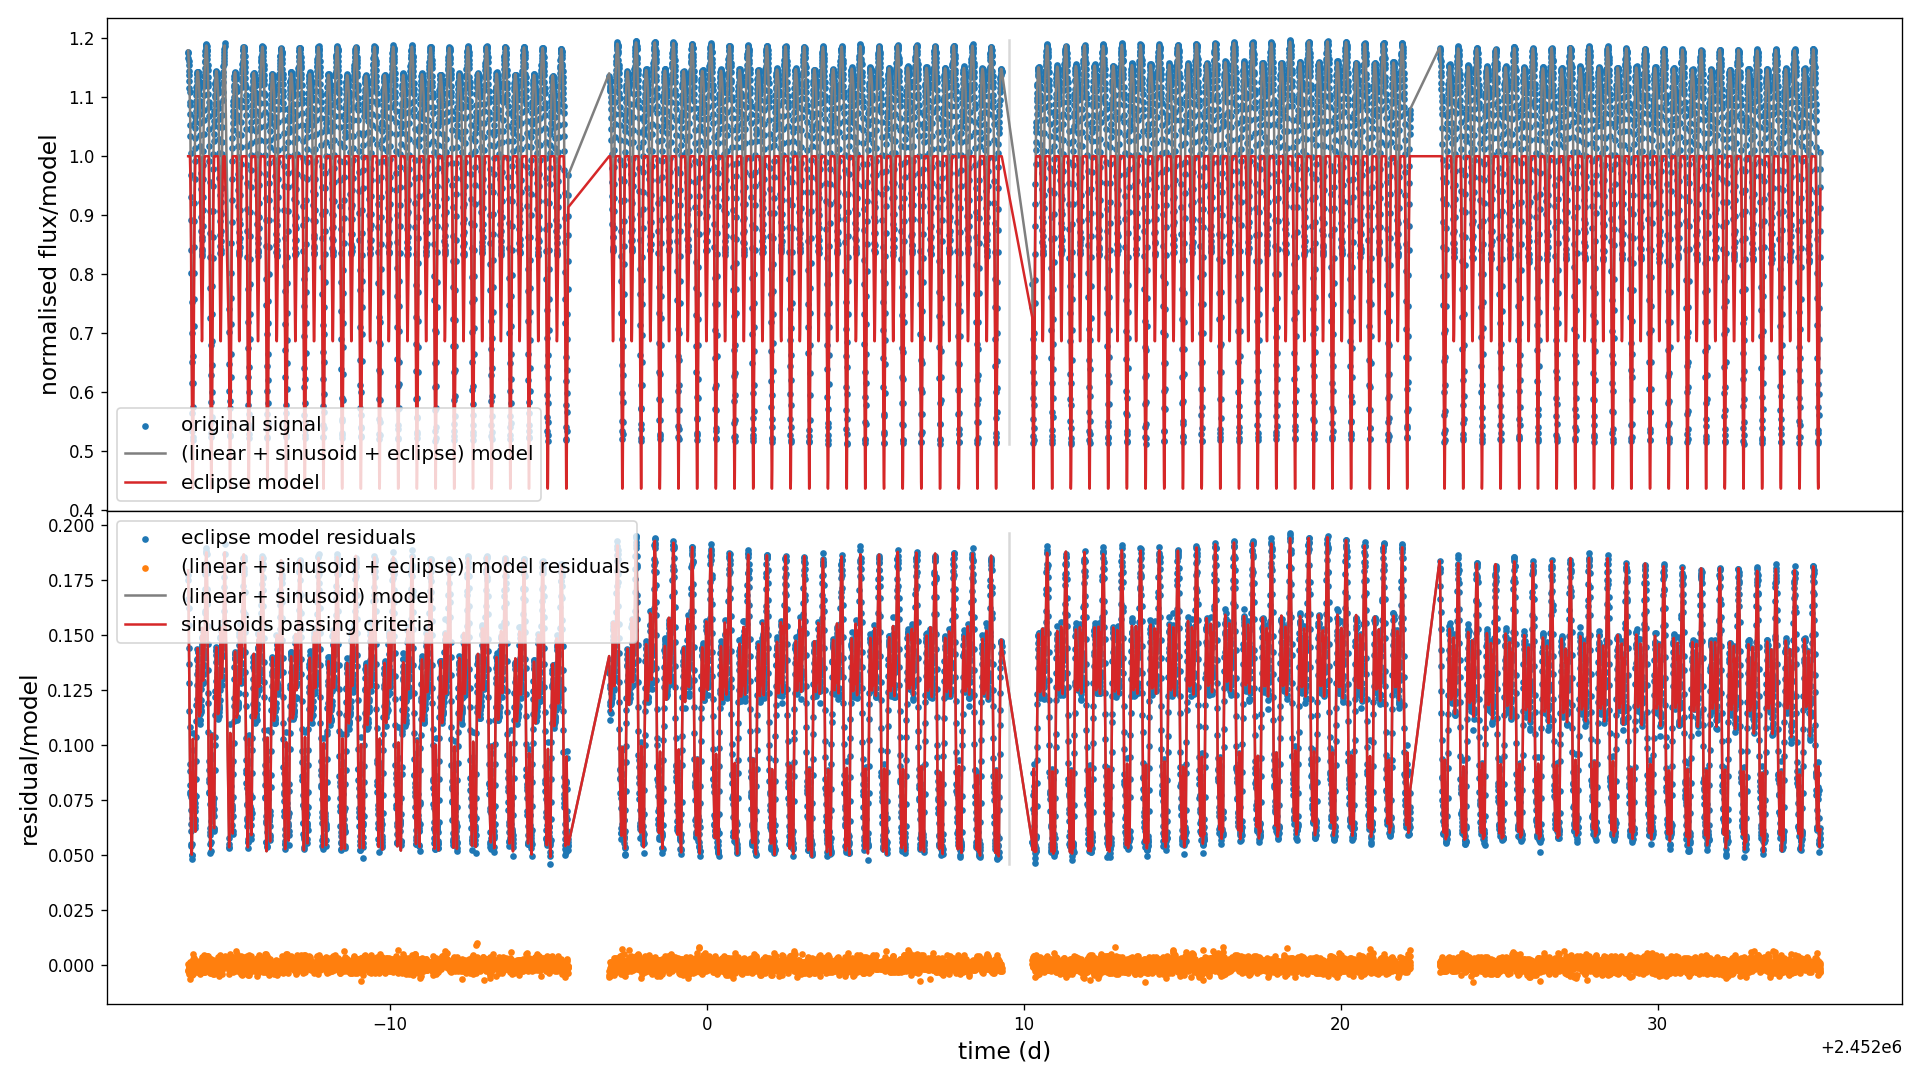 1.2
1.1
1.0
0.9
0.8
0.7
0.6
0.5
0.4
normalised flux/model
original signal
(linear + sinusoid + eclipse) model
eclipse model
0.200
0.175
0.150
0.125
0.100
0.075
0.050
0.025
0.000
residual/model
eclipse model residuals
(linear + sinusoid + eclipse) model residuals
(linear + sinusoid) model
sinusoids passing criteria
−10 0 10 20 30
time (d)
+2.452e6